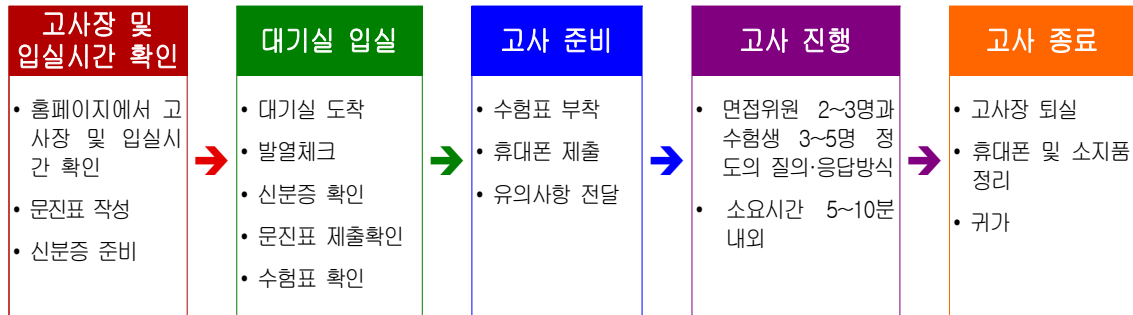 고사장 및
입실시간 확인
• 홈페이지에서 고
사장 및 입실시
간 확인
• 문진표 작성
• 신분증 준비
대기실 입실
• 대기실 도착
• 발열체크
• 신분증 확인
• 문진표 제출확인
• 수험표 확인
고사 준비
• 수험표 부착
• 휴대폰 제출
• 유의사항 전달
고사 진행
• 면접위원 2~3명과
수험생 3~5명 정
도의 질의·응답방식
• 소요시간 5~10분
내외
고사 종료
• 고사장 퇴실
• 휴대폰 및 소지품
정리
• 귀가